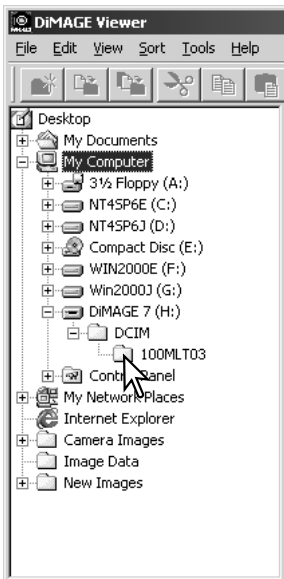 DiMAGE Viewer
File Edit View Sort Tools Help
Desktop
My Documents
My Computer
3½ Floppy (A:)
NT4SP6E (C:)
NT4SP6J (D:)
Compact Disc (E:)
WIN2000E (F:)
Win2000J (G:)
DiMAGE 7 (H:)
DCIM
100MLT03
Control Panel
My Network Places
Internet Explorer
Camera Images
Image Data
New Images